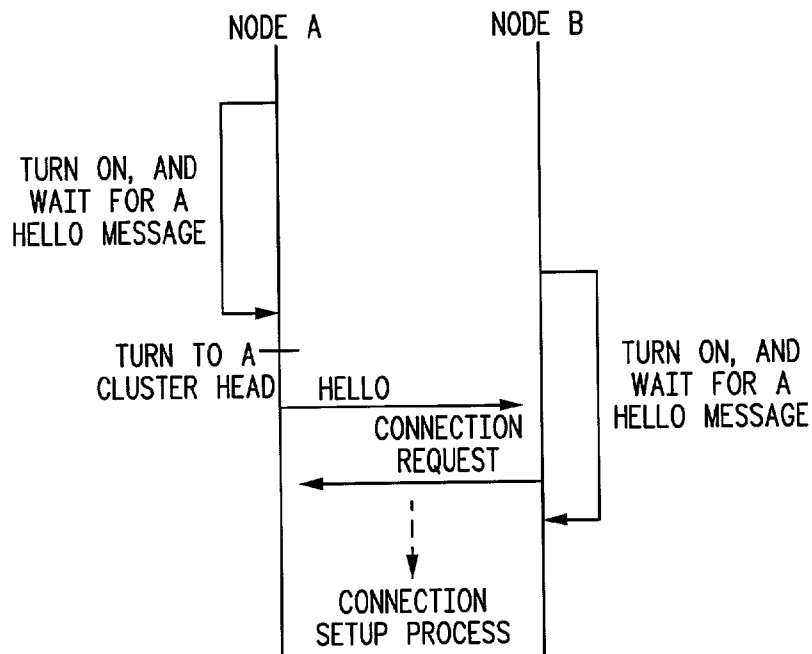 NODE A
NODE B
TURN ON, AND
WAIT FOR A
HELLO MESSAGE
TURN TO A
CLUSTER HEAD
HELLO
CONNECTION
REQUEST
TURN ON, AND
WAIT FOR A
HELLO MESSAGE
CONNECTION
SETUP PROCESS